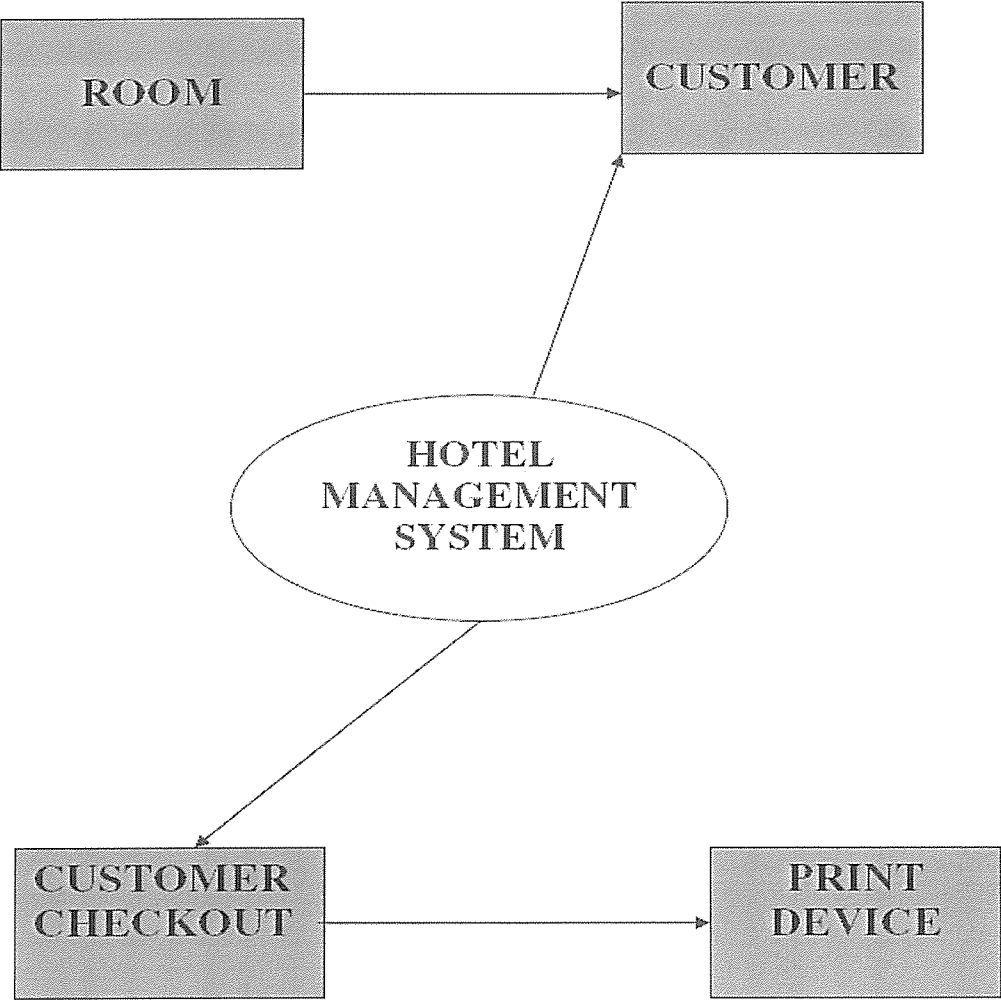 ROOM
CUSTOMER
HOTEL
MANAGEMENT
SYSTEM
CUSTOMER
CHECKOUT
PRINT
DEVICE